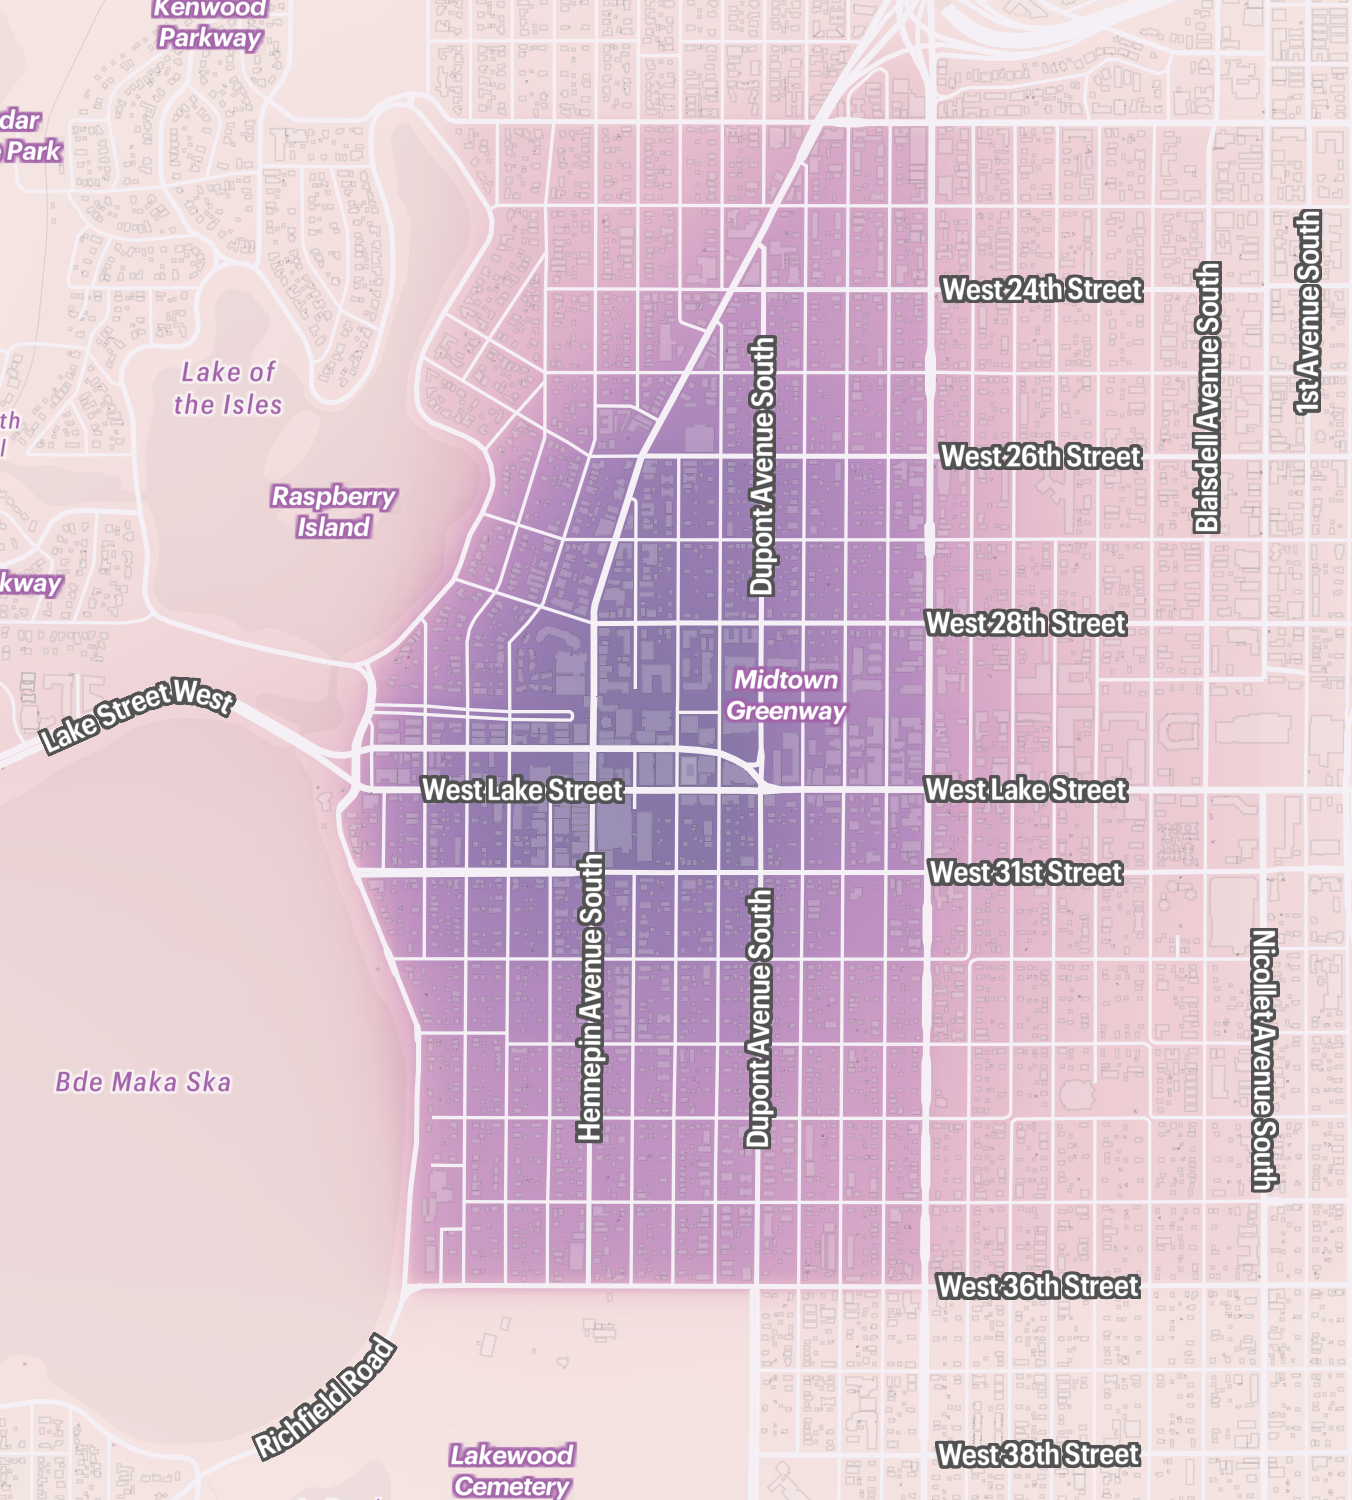 Kenwood
Parkway
dar
Park
1st Avenue South
Blaisdell Avenue South
West 24th Street
Lake of
the Isles
Dupont Avenue South
th
l
West 26th Street
Raspberry
Island
kway
West 28th Street
Midtown
Greenway
Lake Street West
West Lake Street
West Lake Street
Hennepin Avenue South
West 31st Street
Dupont Avenue South
Nicollet Avenue South
Bde Maka Ska
West 36th Street
Richfield Road
Lakewood
Cemetery
West 38th Street